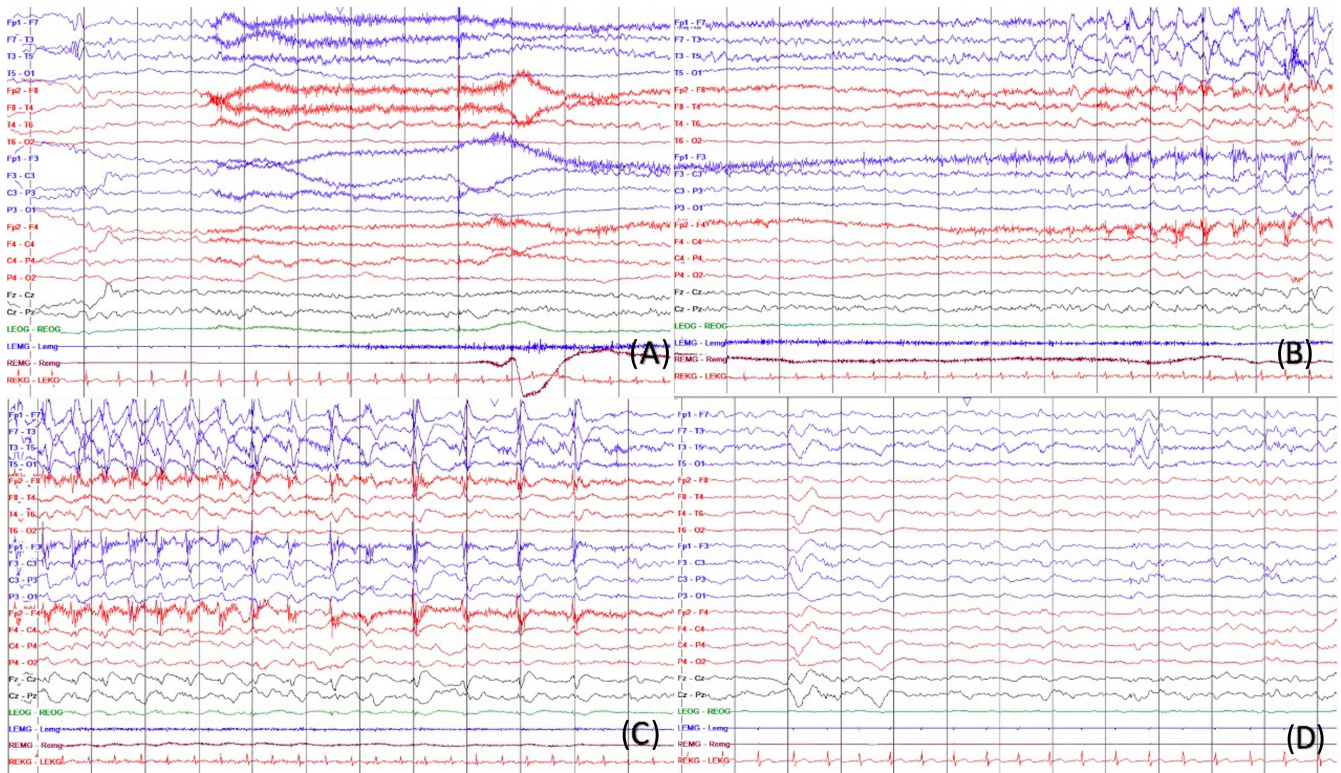 Fp1 - F7
F7 - T3
T3 - T5
T5 - O1
Fp2 - F8
F8 - T4
T4 - T6
T6 - O2
Fp1 - F3
F3 - C3
C3 - P3
P3 - O1
Fp2 - F4
F4 - C4
C4 - P4
P4 - O2
Fz - Cz
Cz - Pz
LEOG - REOG
LEMG - Lemg
REMG - Remg
REKG - LEKG
(A)
Fp1 - F7
F7 - T3
T3 - T5
T5 - O1
Fp2 - F8
F8 - T4
T4 - T6
T6 - O2
Fp1 - F3
F3 - C3
C3 - P3
P3 - O1
Fp2 - F4
F4 - C4
C4 - P4
P4 - O2
Fz - Cz
Cz - Pz
LEOG - REOG
LEMG - Lemg
REMG - Remg
REKG - LEKG
(B)
Fp1 - F7
F7 - T3
T3 - T5
T5 - O1
Fp2 - F8
F8 - T4
T4 - T6
T6 - O2
Fp1 - F3
F3 - C3
C3 - P3
P3 - O1
Fp2 - F4
F4 - C4
C4 - P4
P4 - O2
Fz - Cz
Cz - Pz
LEOG - REOG
LEMG - Lemg
REMG - Remg
REKG - LEKG
(C)
Fp1 - F7
F7 - T3
T3 - T5
T5 - O1
Fp2 - F8
F8 - T4
T4 - T6
T6 - O2
Fp1 - F3
F3 - C3
C3 - P3
P3 - O1
Fp2 - F4
F4 - C4
C4 - P4
P4 - O2
Fz - Cz
Cz - Pz
LEOG - REOG
LEMG - Lemg
REMG - Remg
REKG - LEKG
(D)